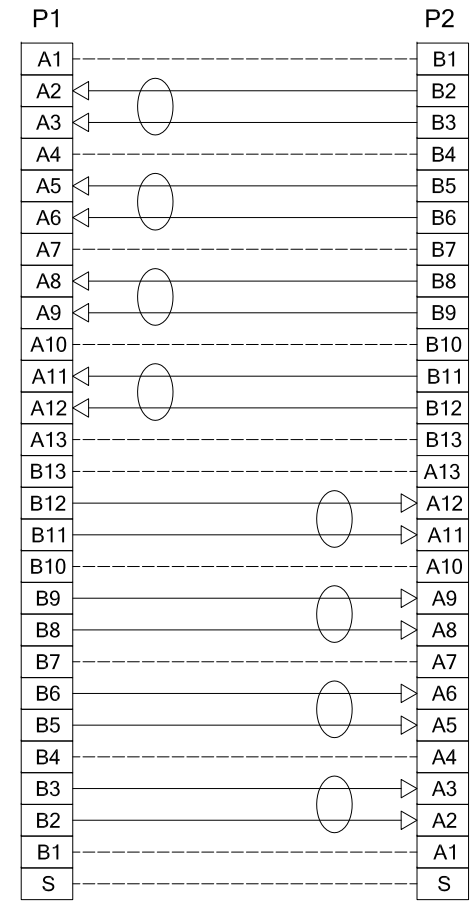 P1 P2
A1 B1
A2 B2
A3 B3
A4 B4
A5 B5
A6 B6
A7 B7
A8 B8
A9 B9
A10 B10
A11 B11
A12 B12
A13 B13
B13 A13
B12 A12
B11 A11
B10 A10
B9 A9
B8 A8
B7 A7
B6 A6
B5 A5
B4 A4
B3 A3
B2 A2
B1 A1
S S